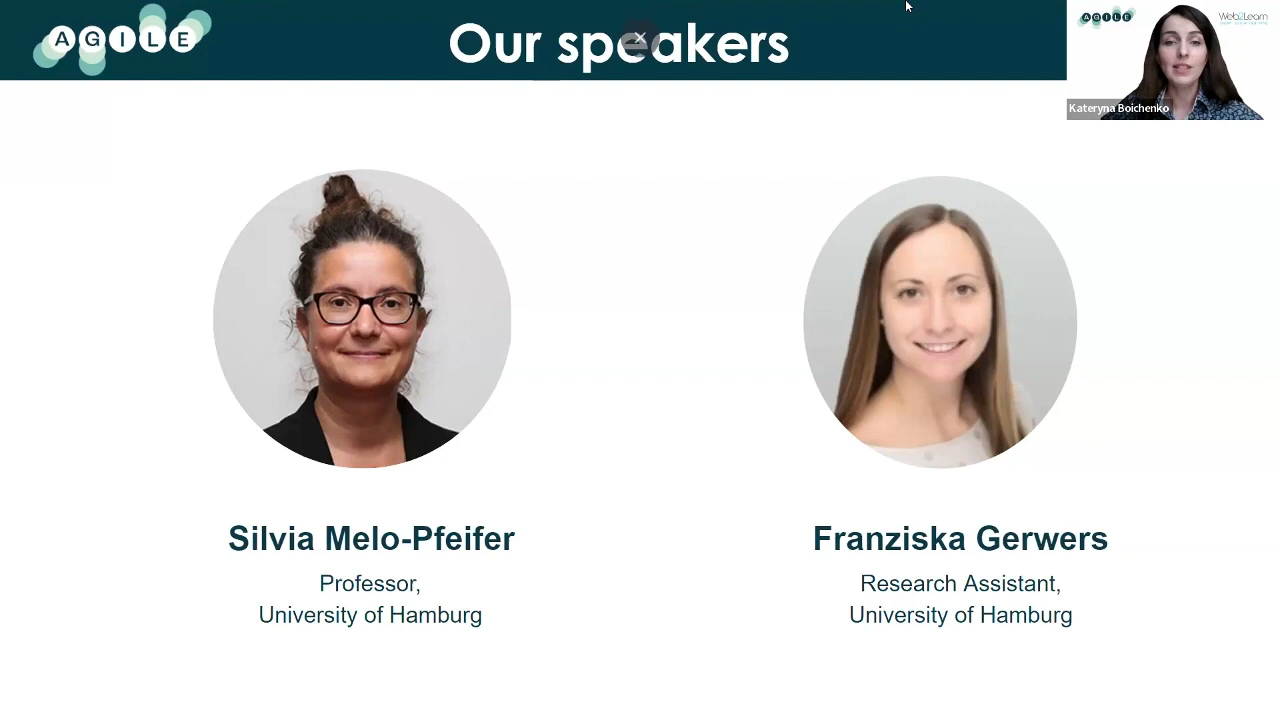 AGILE
Our speakers
AGILE
Web2Learn
Kateryna Boichenko
Silvia Melo-Pfeifer
Professor,
University of Hamburg
Franziska Gerwers
Research Assistant,
University of Hamburg